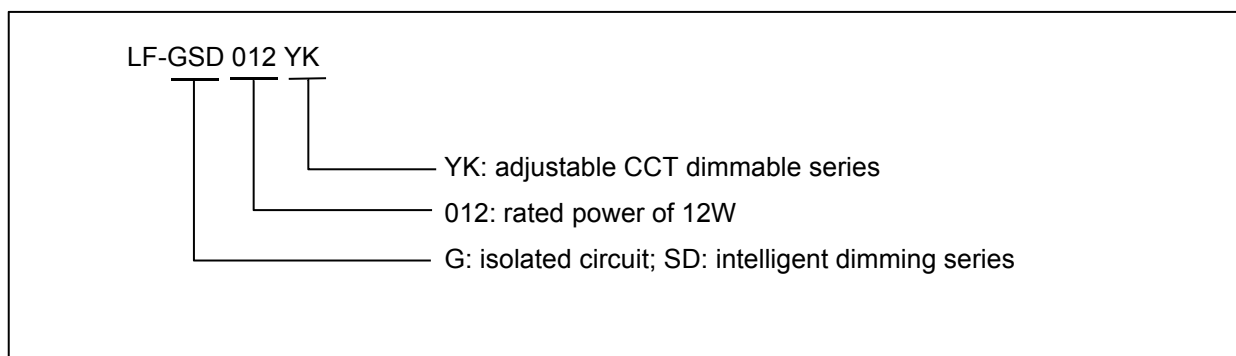 LF-GSD 012 YK
YK: adjustable CCT dimmable series
012: rated power of 12W
G: isolated circuit; SD: intelligent dimming series